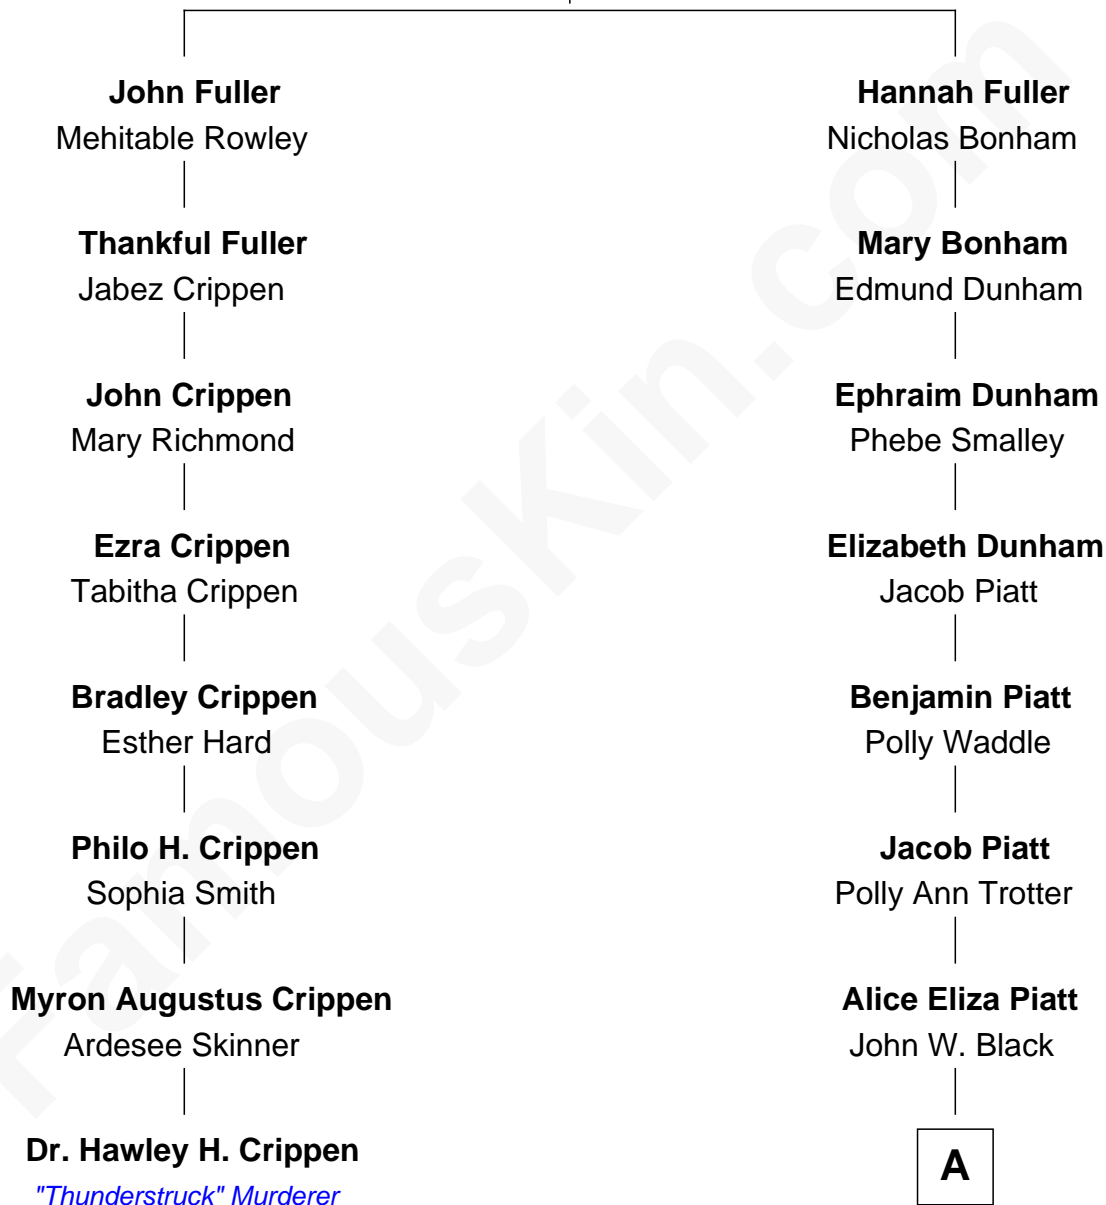 John Fuller
Mehitable Rowley
Thankful Fuller
Jabez Crippen
John Crippen
Mary Richmond
Ezra Crippen
Tabitha Crippen
Bradley Crippen
Esther Hard
Philo H. Crippen
Sophia Smith
Myron Augustus Crippen
Ardesee Skinner
Dr. Hawley H. Crippen
"Thunderstruck" Murderer
Hannah Fuller
Nicholas Bonham
Mary Bonham
Edmund Dunham
Ephraim Dunham
Phebe Smalley
Elizabeth Dunham
Jacob Piatt
Benjamin Piatt
Polly Waddle
Jacob Piatt
Polly Ann Trotter
Alice Eliza Piatt
John W. Black
A
FamousKin.com